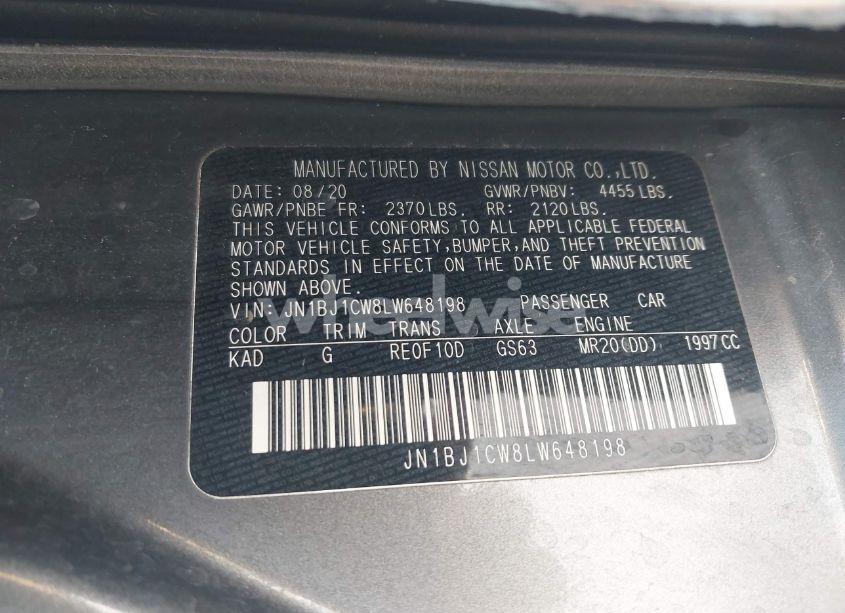 MANUFACTURED BY NISSAN MOTOR CO.,LTD.
DATE: 08/20 GVWR/PNBV: 4455 LBS.
GAWR/PNBE FR: 2370 LBS. RR: 2120 LBS.
THIS VEHICLE CONFORMS TO ALL APPLICABLE FEDERAL
MOTOR VEHICLE SAFETY, BUMPER, AND THEFT PREVENTION
STANDARDS IN EFFECT ON THE DATE OF MANUFACTURE
SHOWN ABOVE.
wheelwise
VIN: JN1BJ1CW8LW648198 PASSENGER CAR
COLOR TRIM TRANS AXLE ENGINE
KAD G RE0F10D GS63 MR20(DD) 1997 CC
JN1BJ1CW8LW648198